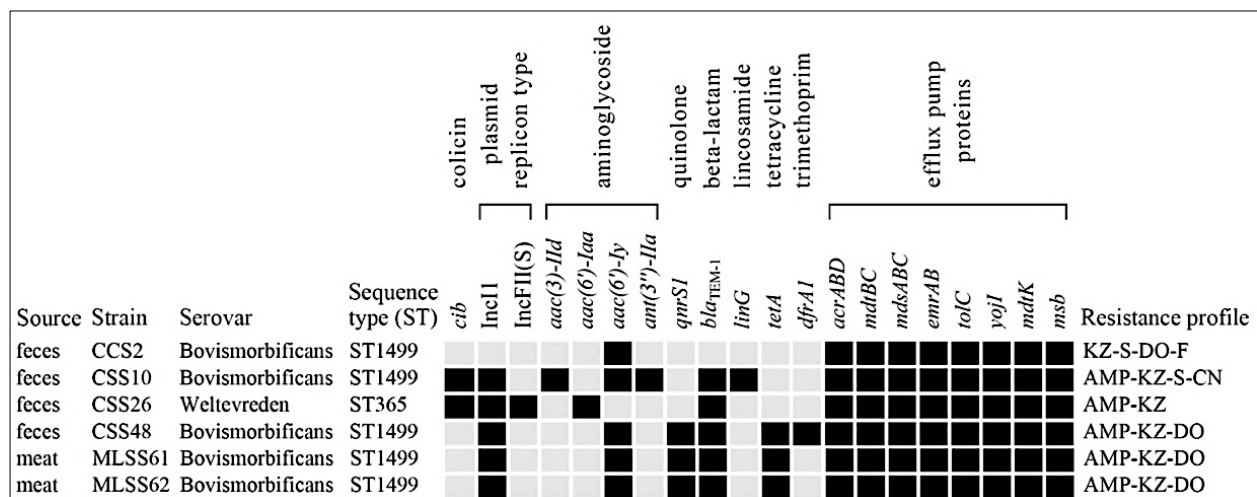 colicin
plasmid
replicon type
aminoglycoside
quinolone
beta-lactam
lincosamide
tetracycline
trimethoprim
efflux pump
proteins
Source Strain Serovar Sequence type (ST) cib IncI1 IncFII(S) aac(3)-IId aac(6')-Iaa aac(6')-Iy ant(3'')-IIa qnrS1 blaTEM-1 linG tetA dfrA1 acrABD mdtBC mdsABC emrAB tolC yojI mdtK msb Resistance profile
feces CCS2 Bovismorbificans ST1499 KZ-S-DO-F
feces CSS10 Bovismorbificans ST1499 AMP-KZ-S-CN
feces CSS26 Weltevreden ST365 AMP-KZ
feces CSS48 Bovismorbificans ST1499 AMP-KZ-DO
meat MLSS61 Bovismorbificans ST1499 AMP-KZ-DO
meat MLSS62 Bovismorbificans ST1499 AMP-KZ-DO